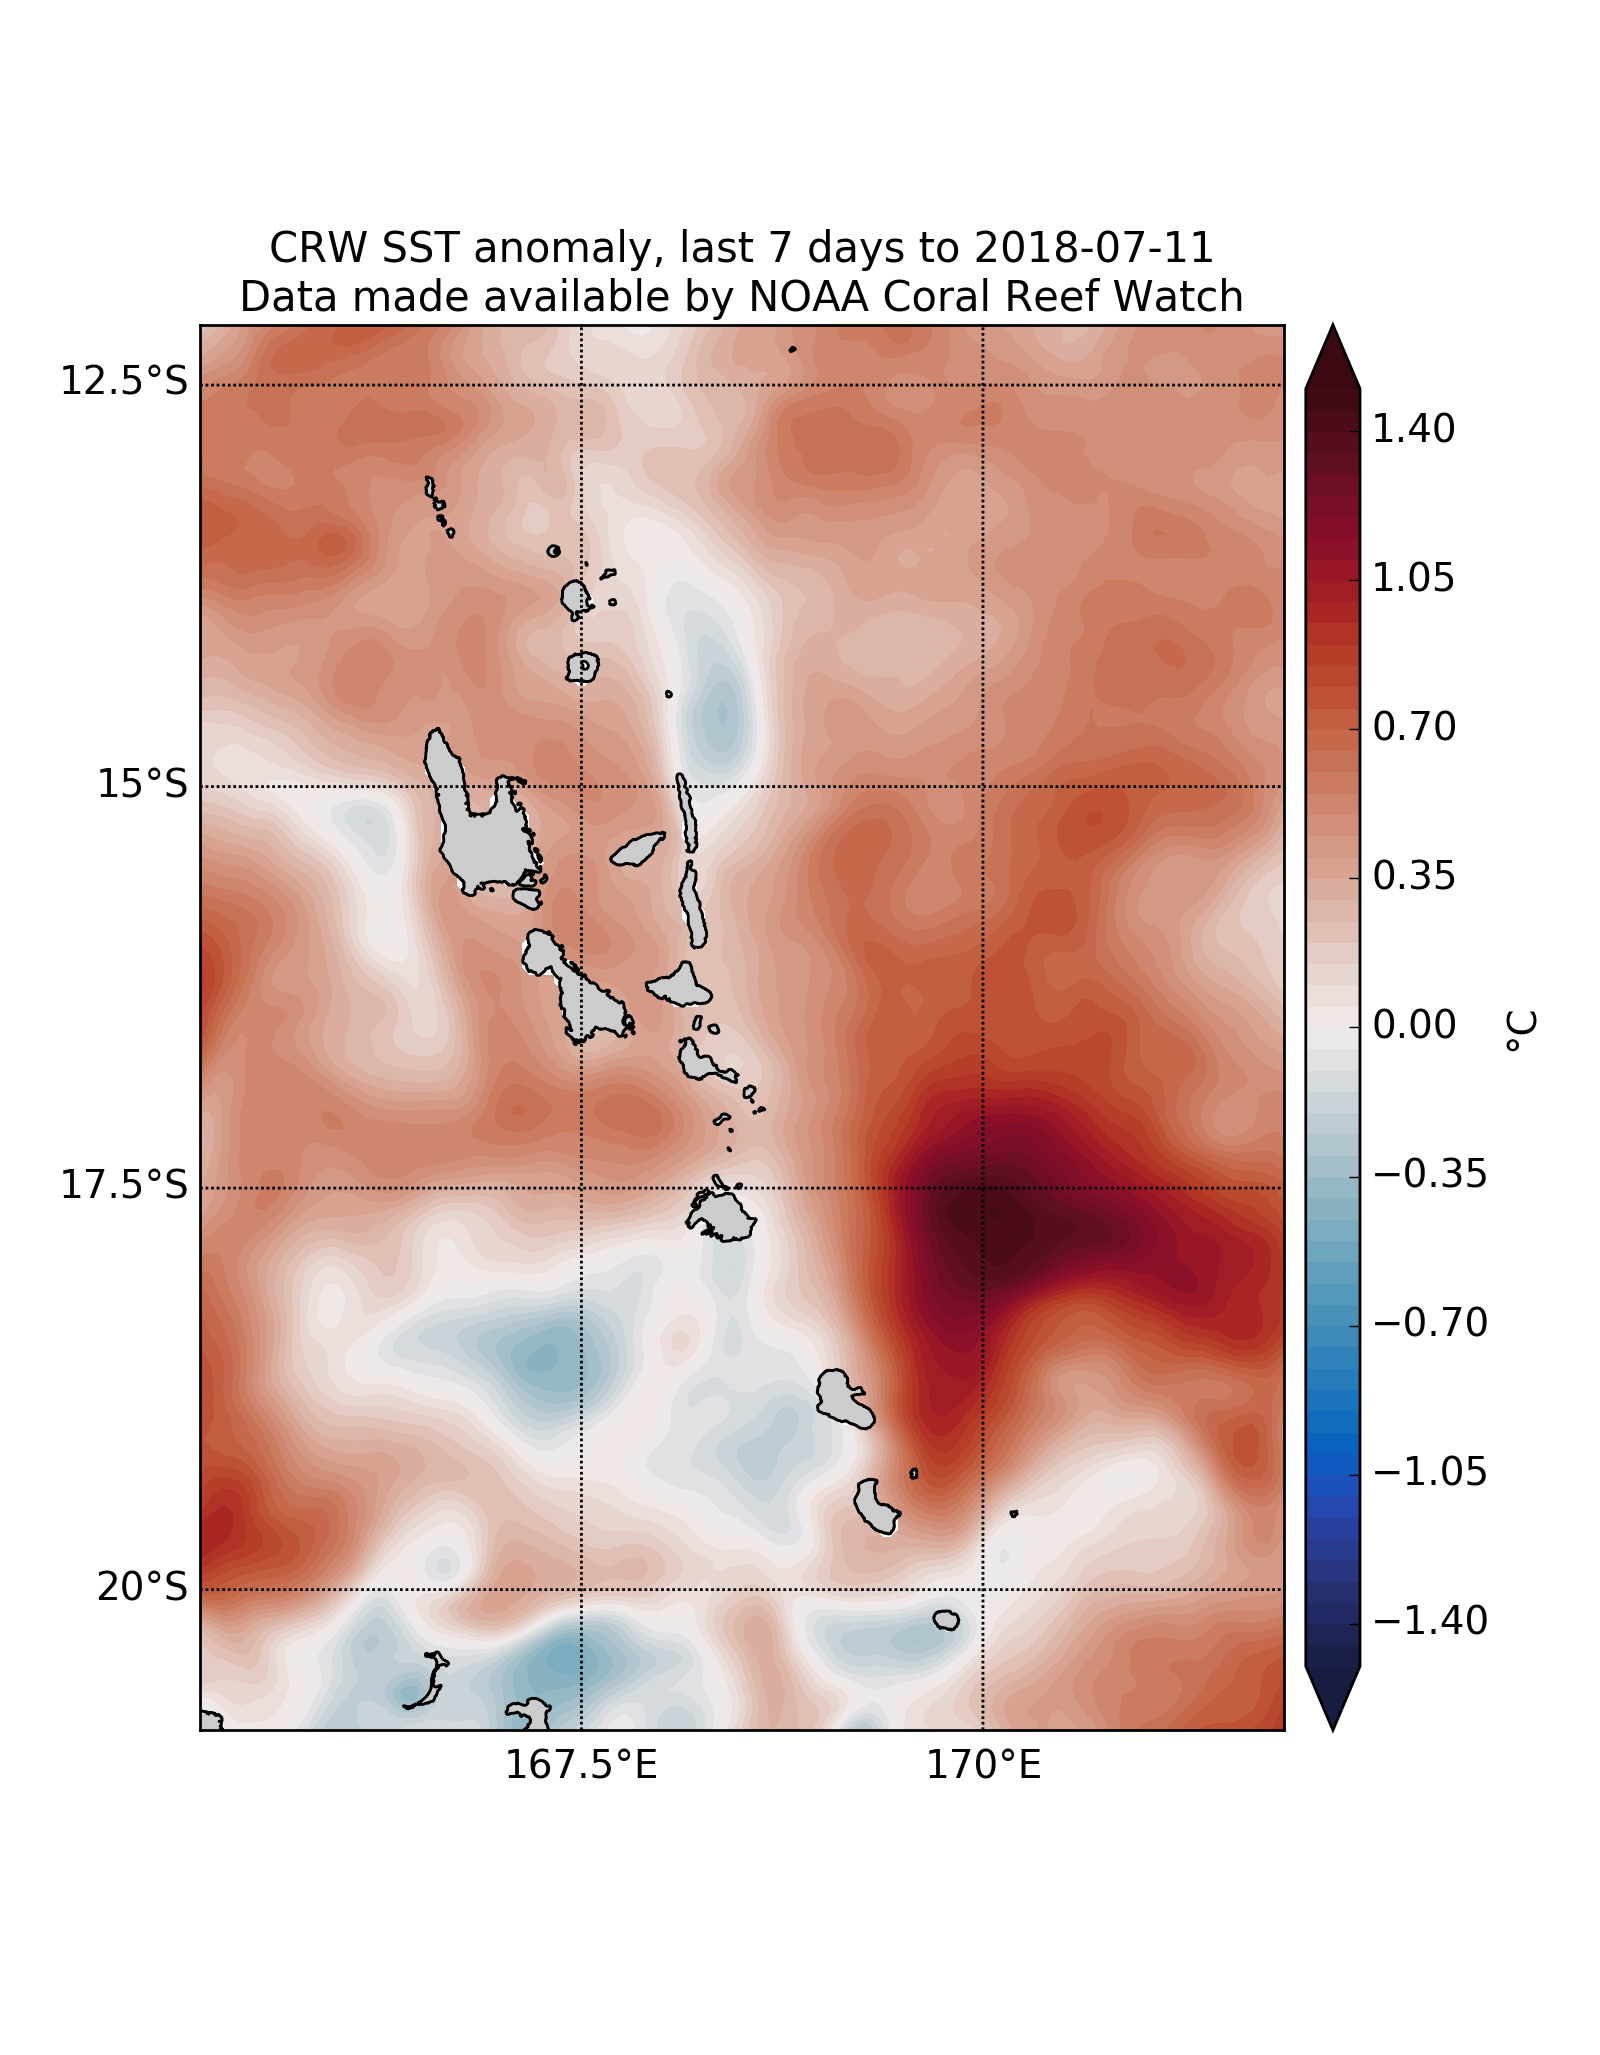 CRW SST anomaly, last 7 days to 2018-07-11
Data made available by NOAA Coral Reef Watch
12.5°S
15°S
17.5°S
20°S
167.5°E
170°E
1.40
1.05
0.70
0.35
0.00
−0.35
−0.70
−1.05
−1.40
°C